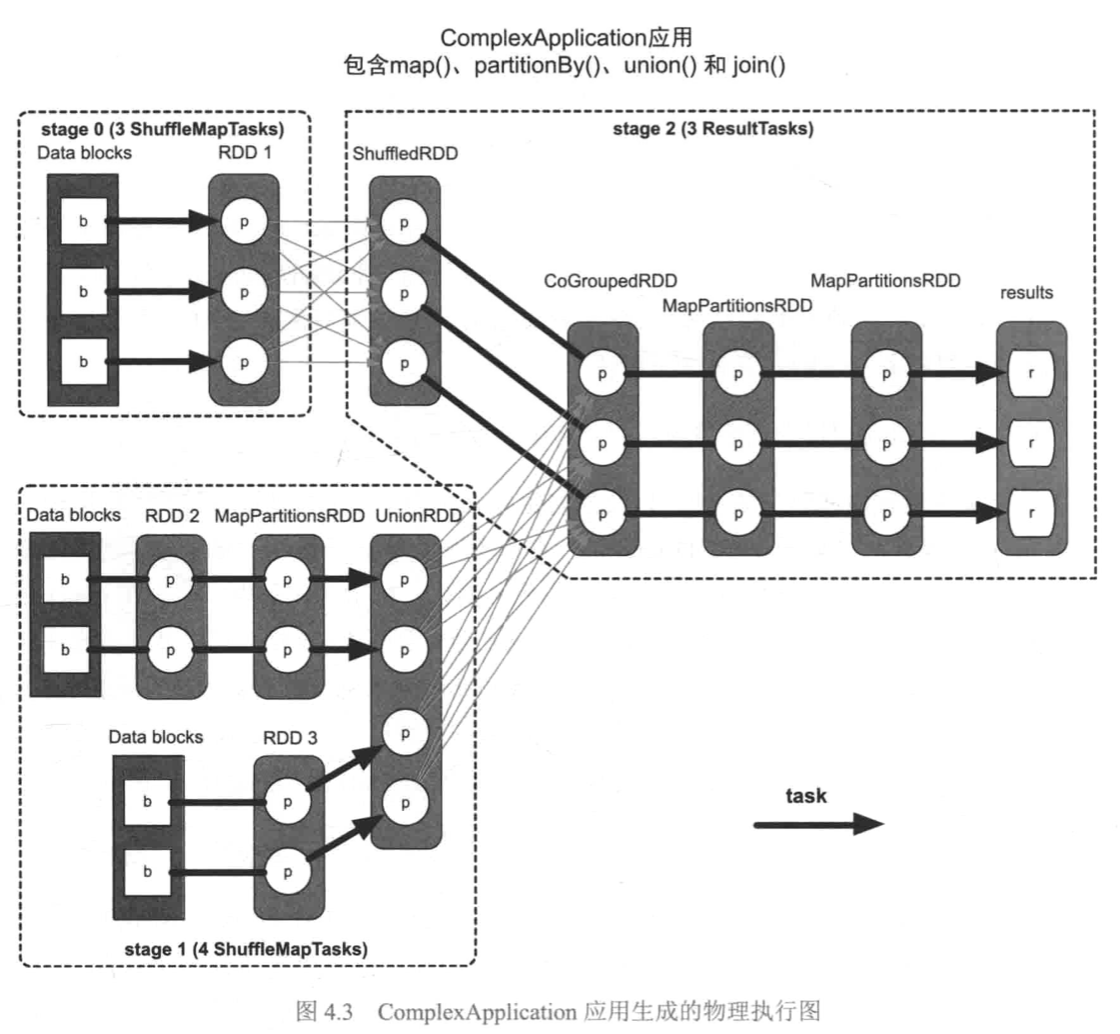 ComplexApplication应用
包含map()、partitionBy()、union() 和 join()
stage 0 (3 ShuffleMapTasks)
Data blocks
RDD 1
b
p
b
p
b
p
stage 2 (3 ResultTasks)
ShuffledRDD
p
p
p
CoGroupedRDD
MapPartitionsRDD
MapPartitionsRDD
results
p
p
p
r
p
p
p
r
p
p
p
r
Data blocks
RDD 2
MapPartitionsRDD
UnionRDD
b
p
p
p
b
p
p
p
Data blocks
RDD 3
p
b
p
p
b
p
stage 1 (4 ShuffleMapTasks)
task
图 4.3 ComplexApplication 应用生成的物理执行图